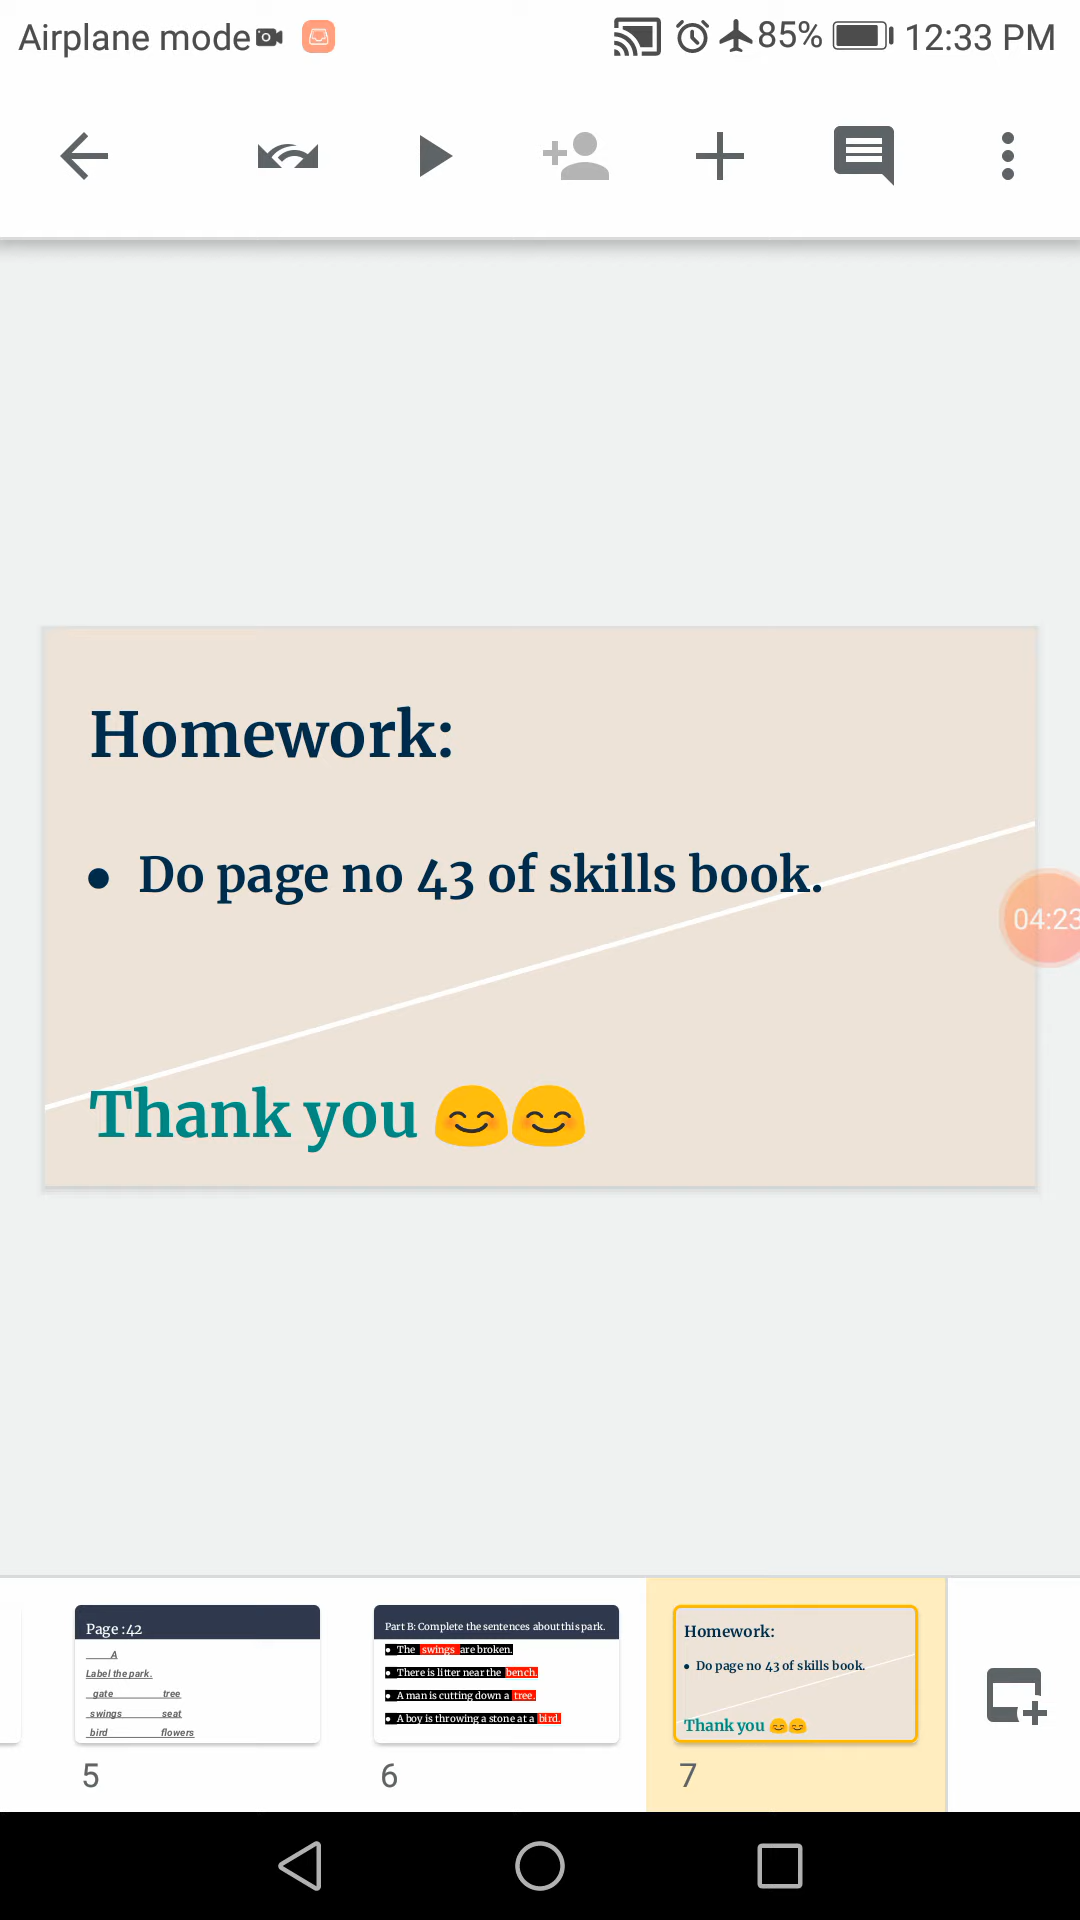 Airplane mode 85% 12:33 PM
Homework:
● Do page no 43 of skills book.
04:23
Thank you 😊😊
Page :42
A
Label the park.
gate tree
swings seat
bird flowers
5
Part B: Complete the sentences about this park.
● The swings are broken.
● There is litter near the bench.
● A man is cutting down a tree.
● A boy is throwing a stone at a bird.
6
Homework:
● Do page no 43 of skills book.
Thank you 😊😊
7